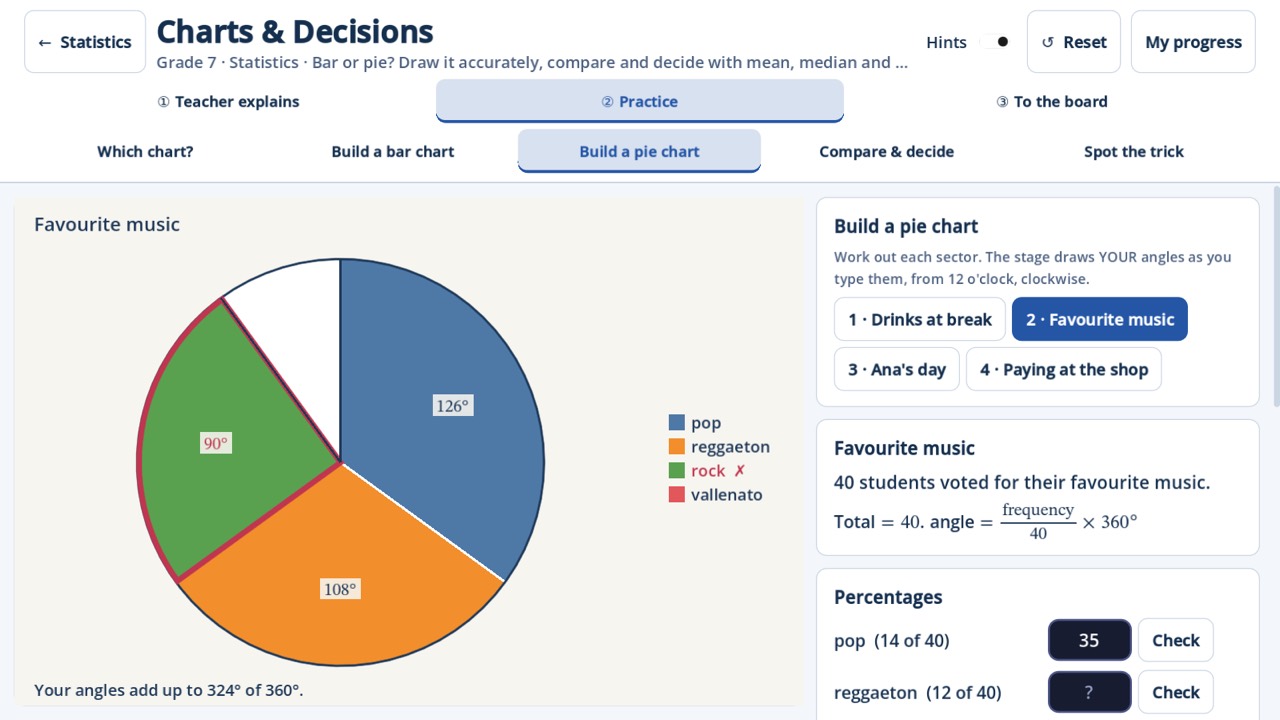 ← Statistics
Charts & Decisions
Grade 7 · Statistics · Bar or pie? Draw it accurately, compare and decide with mean, median and ...
Hints
↺ Reset
My progress
① Teacher explains
② Practice
③ To the board
Which chart?
Build a bar chart
Build a pie chart
Compare & decide
Spot the trick
Favourite music
126°
90°
108°
pop
reggaeton
rock ✗
vallenato
Your angles add up to 324° of 360°.
Build a pie chart
Work out each sector. The stage draws YOUR angles as you
type them, from 12 o'clock, clockwise.
1 · Drinks at break
2 · Favourite music
3 · Ana's day
4 · Paying at the shop
Favourite music
40 students voted for their favourite music.
Total = 40. angle = frequency/40 × 360°
Percentages
pop (14 of 40) 35 Check
reggaeton (12 of 40) ? Check